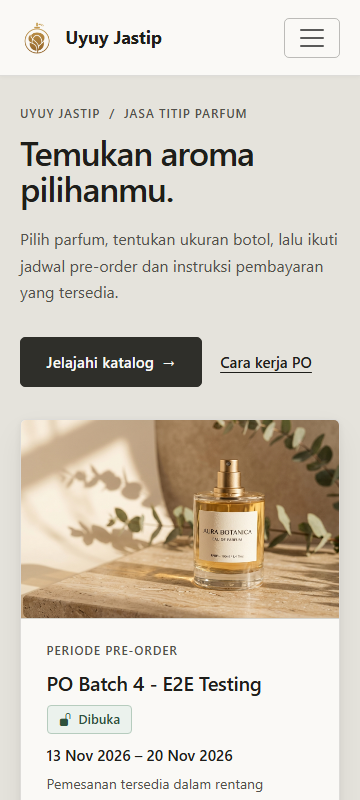 Uyuy Jastip
UYUY JASTIP / JASA TITIP PARFUM
Temukan aroma
pilihanmu.
Pilih parfum, tentukan ukuran botol, lalu ikuti
jadwal pre-order dan instruksi pembayaran
yang tersedia.
Jelajahi katalog → Cara kerja PO
AURA BOTANICA
EAU DE PARFUM
PERIODE PRE-ORDER
PO Batch 4 - E2E Testing
Dibuka
13 Nov 2026 – 20 Nov 2026
Pemesanan tersedia dalam rentang